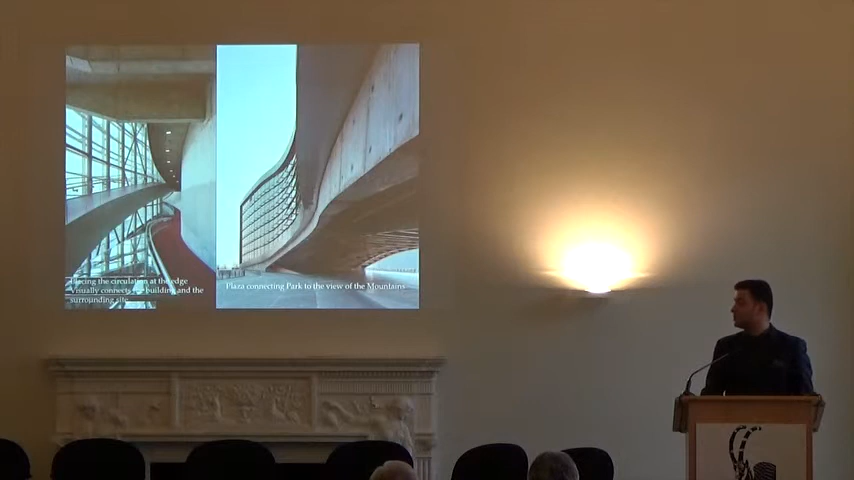 Placing the circulation at the edge
Visually connects the building and the
surrounding site.
Plaza connecting Park to the view of the Mountains